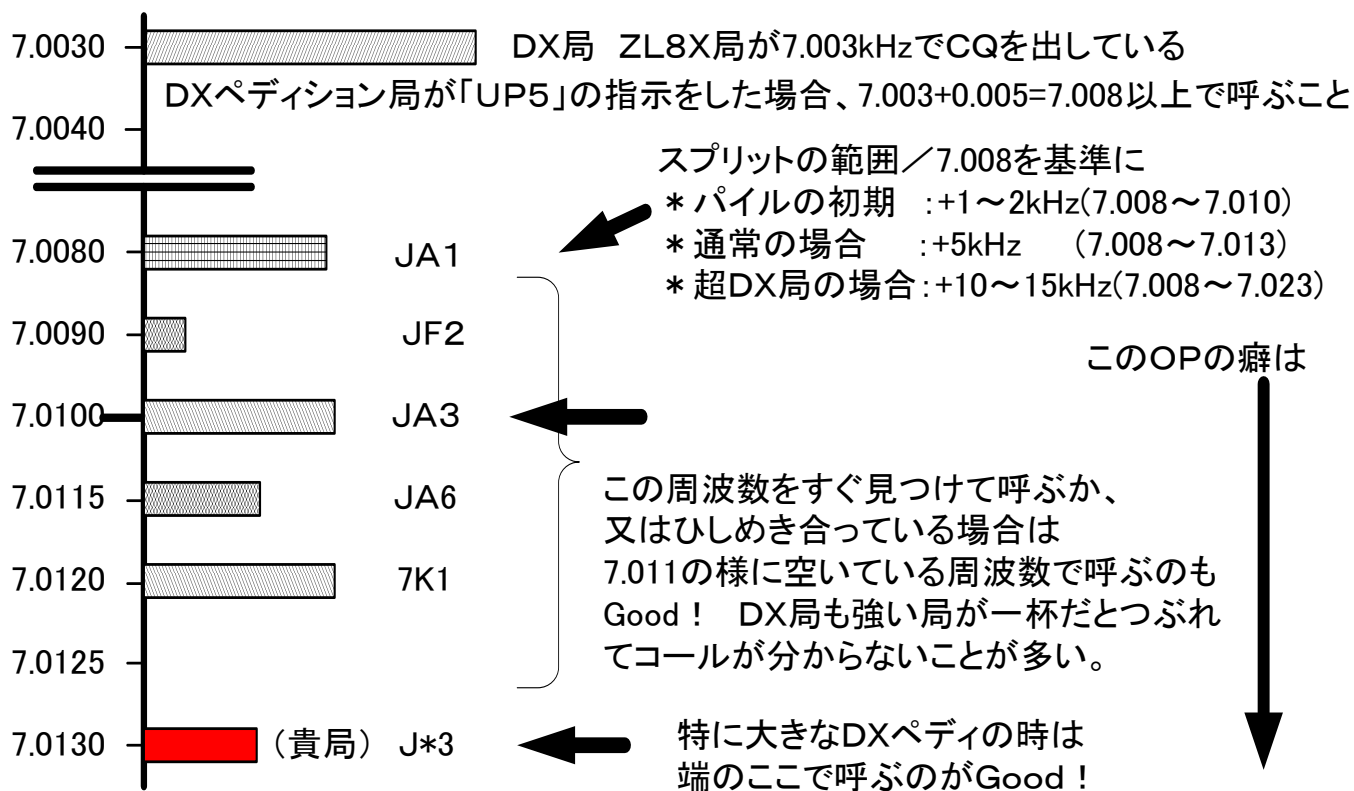 7.0030 DX局 ZL8X局が7.003kHzでCQを出している
DXペディション局が「UP5」の指示をした場合、7.003+0.005=7.008以上で呼ぶこと
7.0040
スプリットの範囲／7.008を基準に
＊パイルの初期 :+1～2kHz(7.008～7.010)
＊通常の場合 :+5kHz (7.008～7.013)
＊超DX局の場合:+10～15kHz(7.008～7.023)
7.0080 JA1
7.0090 JF2
このOPの癖は
7.0100 JA3
7.0115 JA6
この周波数をすぐ見つけて呼ぶか、
又はひしめき合っている場合は
7.011の様に空いている周波数で呼ぶのも
Good！ DX局も強い局が一杯だとつぶれ
てコールが分からないことが多い。
7.0120 7K1
7.0125
7.0130 （貴局） J*3
特に大きなDXペディの時は
端のここで呼ぶのがGood！